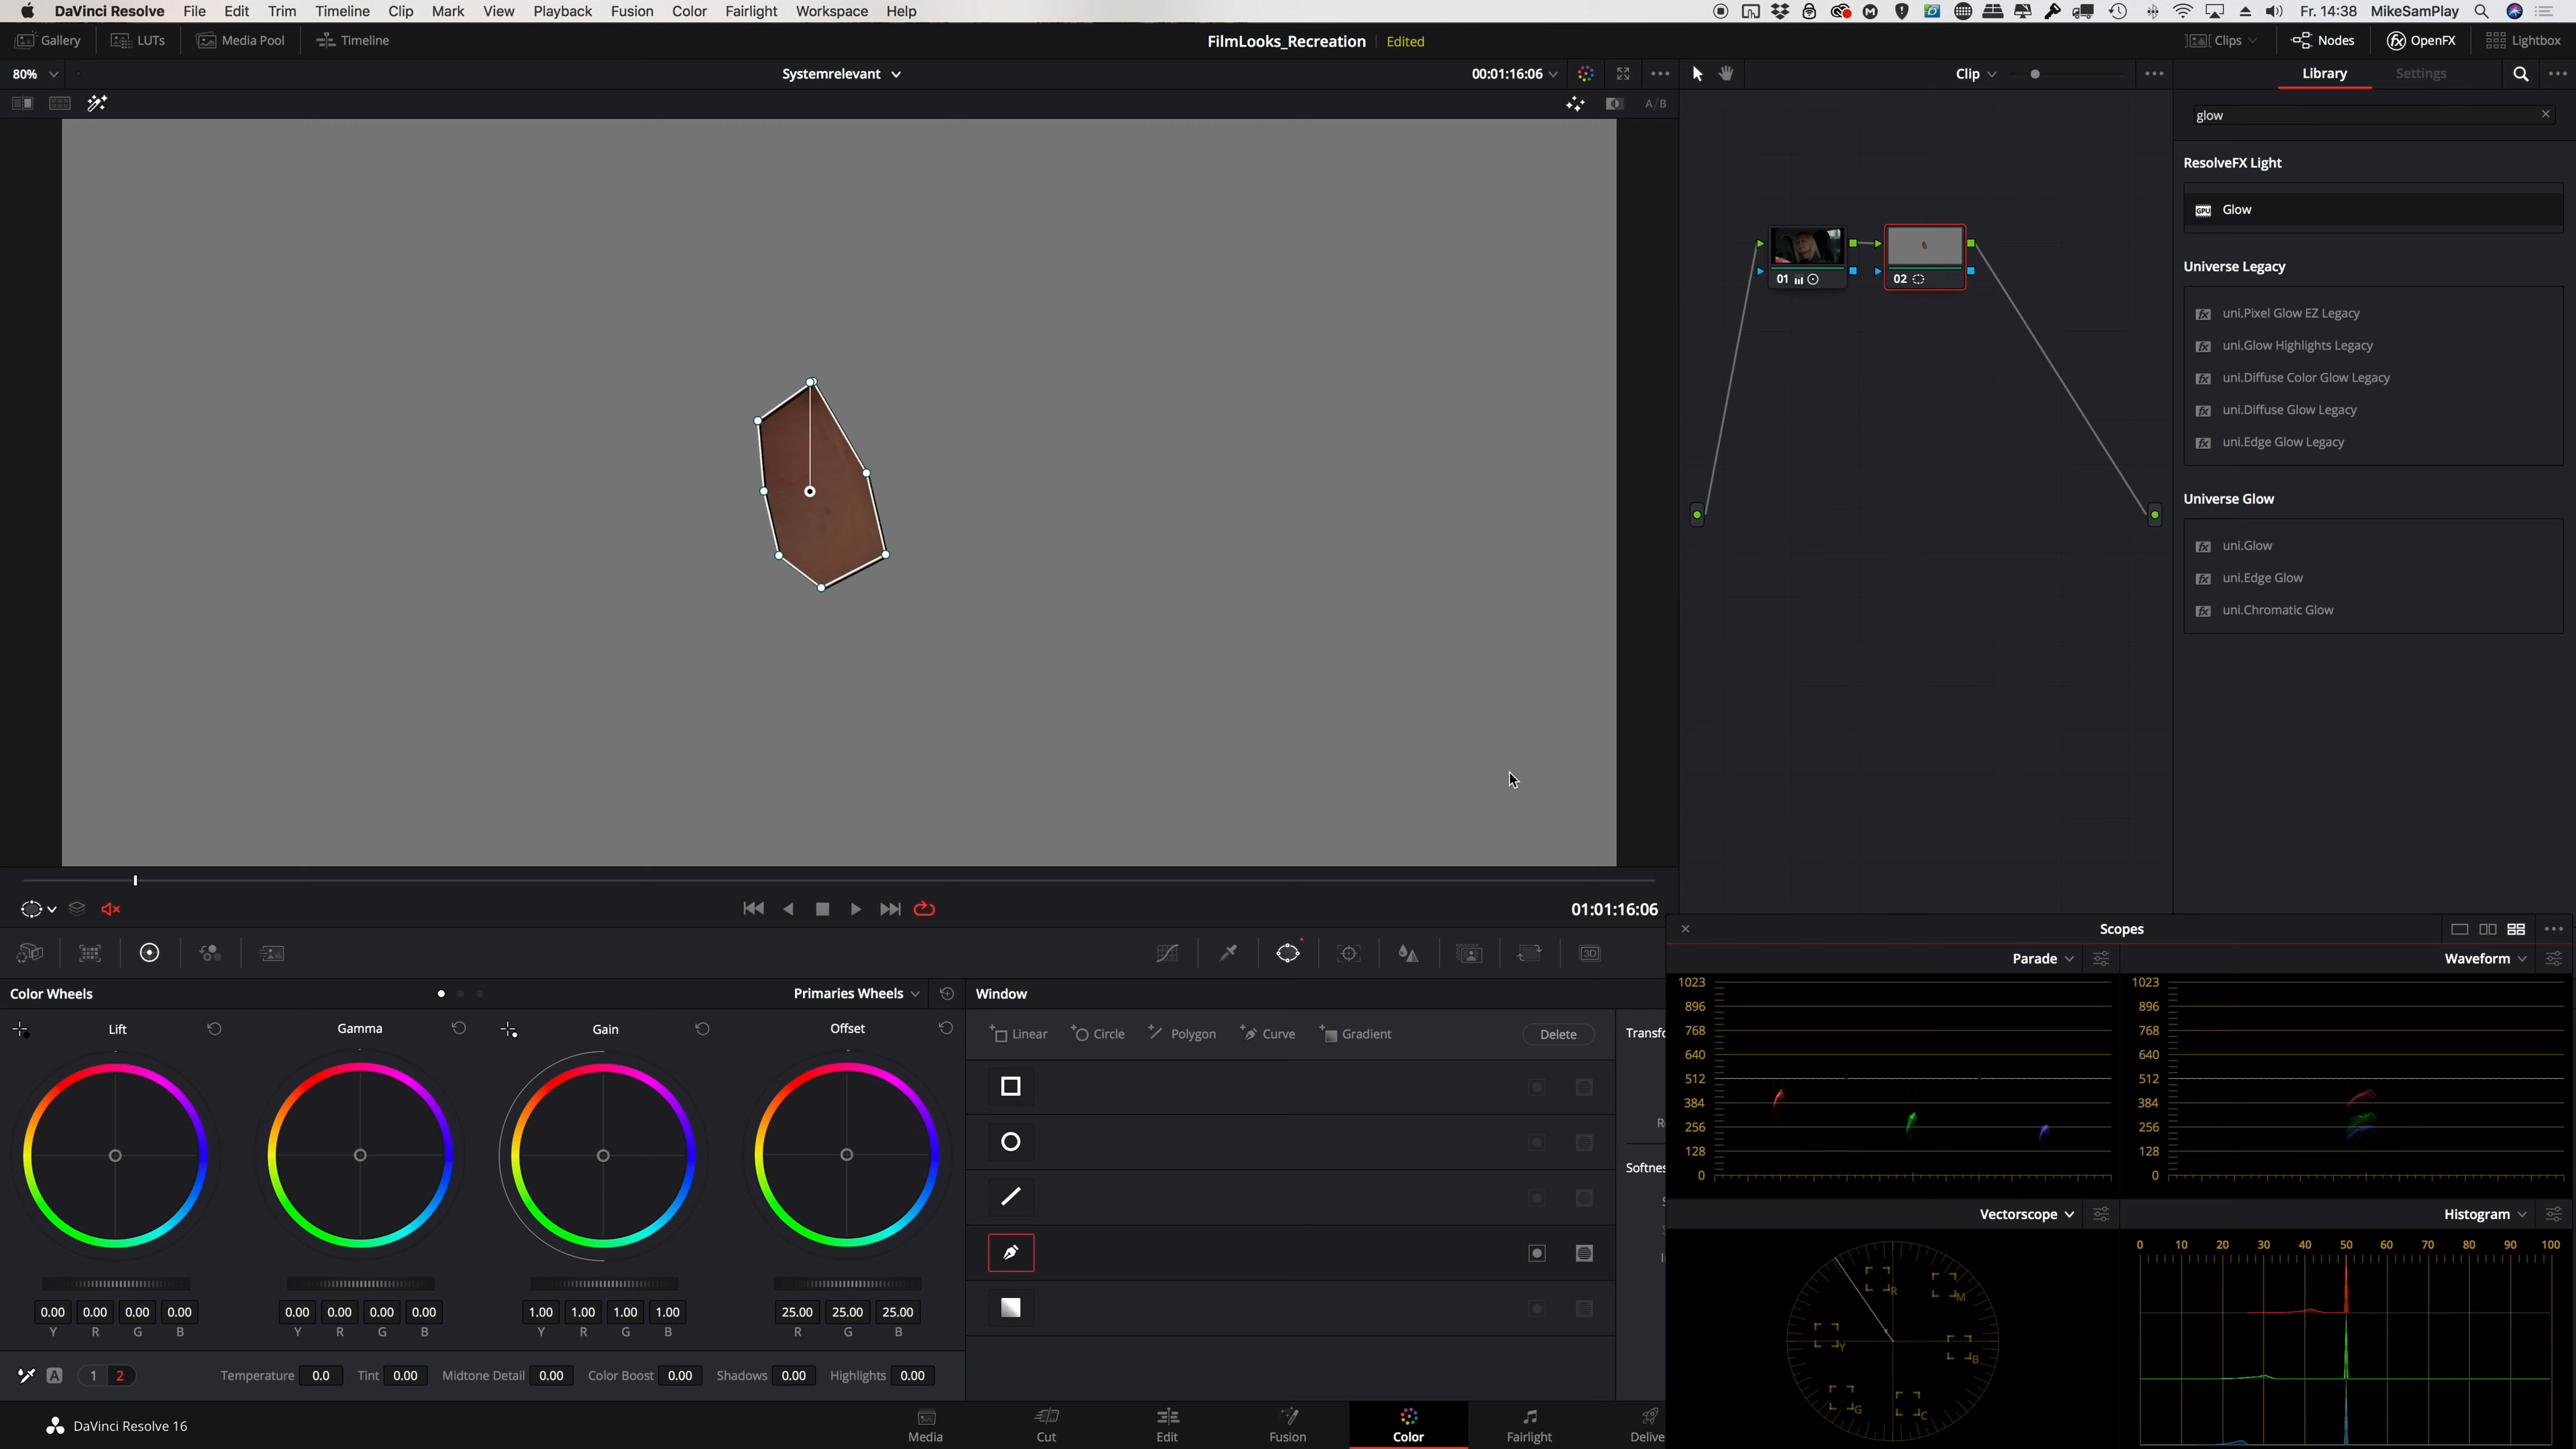 DaVinci Resolve File Edit Trim Timeline Clip Mark View Playback Fusion Color Fairlight Workspace Help Fr. 14:38 MikeSamPlay
Gallery LUTs Media Pool Timeline FilmLooks_Recreation Edited Clips Nodes OpenFX Lightbox
80% Systemrelevant 00:01:16:06 Clip Library Settings
A/B
glow
ResolveFX Light
GPU Glow
Universe Legacy
fx uni.Pixel Glow EZ Legacy
fx uni.Glow Highlights Legacy
fx uni.Diffuse Color Glow Legacy
fx uni.Diffuse Glow Legacy
fx uni.Edge Glow Legacy
Universe Glow
fx uni.Glow
fx uni.Edge Glow
fx uni.Chromatic Glow
01 02
01:01:16:06
3D
Scopes
Parade Waveform
1023 1023
896 896
768 768
640 640
512 512
384 384
256 256
128 128
0 0
Vectorscope Histogram
0 10 20 30 40 50 60 70 80 90 100
R M
Y B
G C
Color Wheels Primaries Wheels Window
Lift Gamma Gain Offset
Linear Circle Polygon Curve Gradient Delete Transfo
Softnes
0.00 0.00 0.00 0.00 0.00 0.00 0.00 0.00 1.00 1.00 1.00 1.00 25.00 25.00 25.00
Y R G B Y R G B Y R G B R G B
A 1 2 Temperature 0.0 Tint 0.00 Midtone Detail 0.00 Color Boost 0.00 Shadows 0.00 Highlights 0.00
DaVinci Resolve 16 Media Cut Edit Fusion Color Fairlight Delive